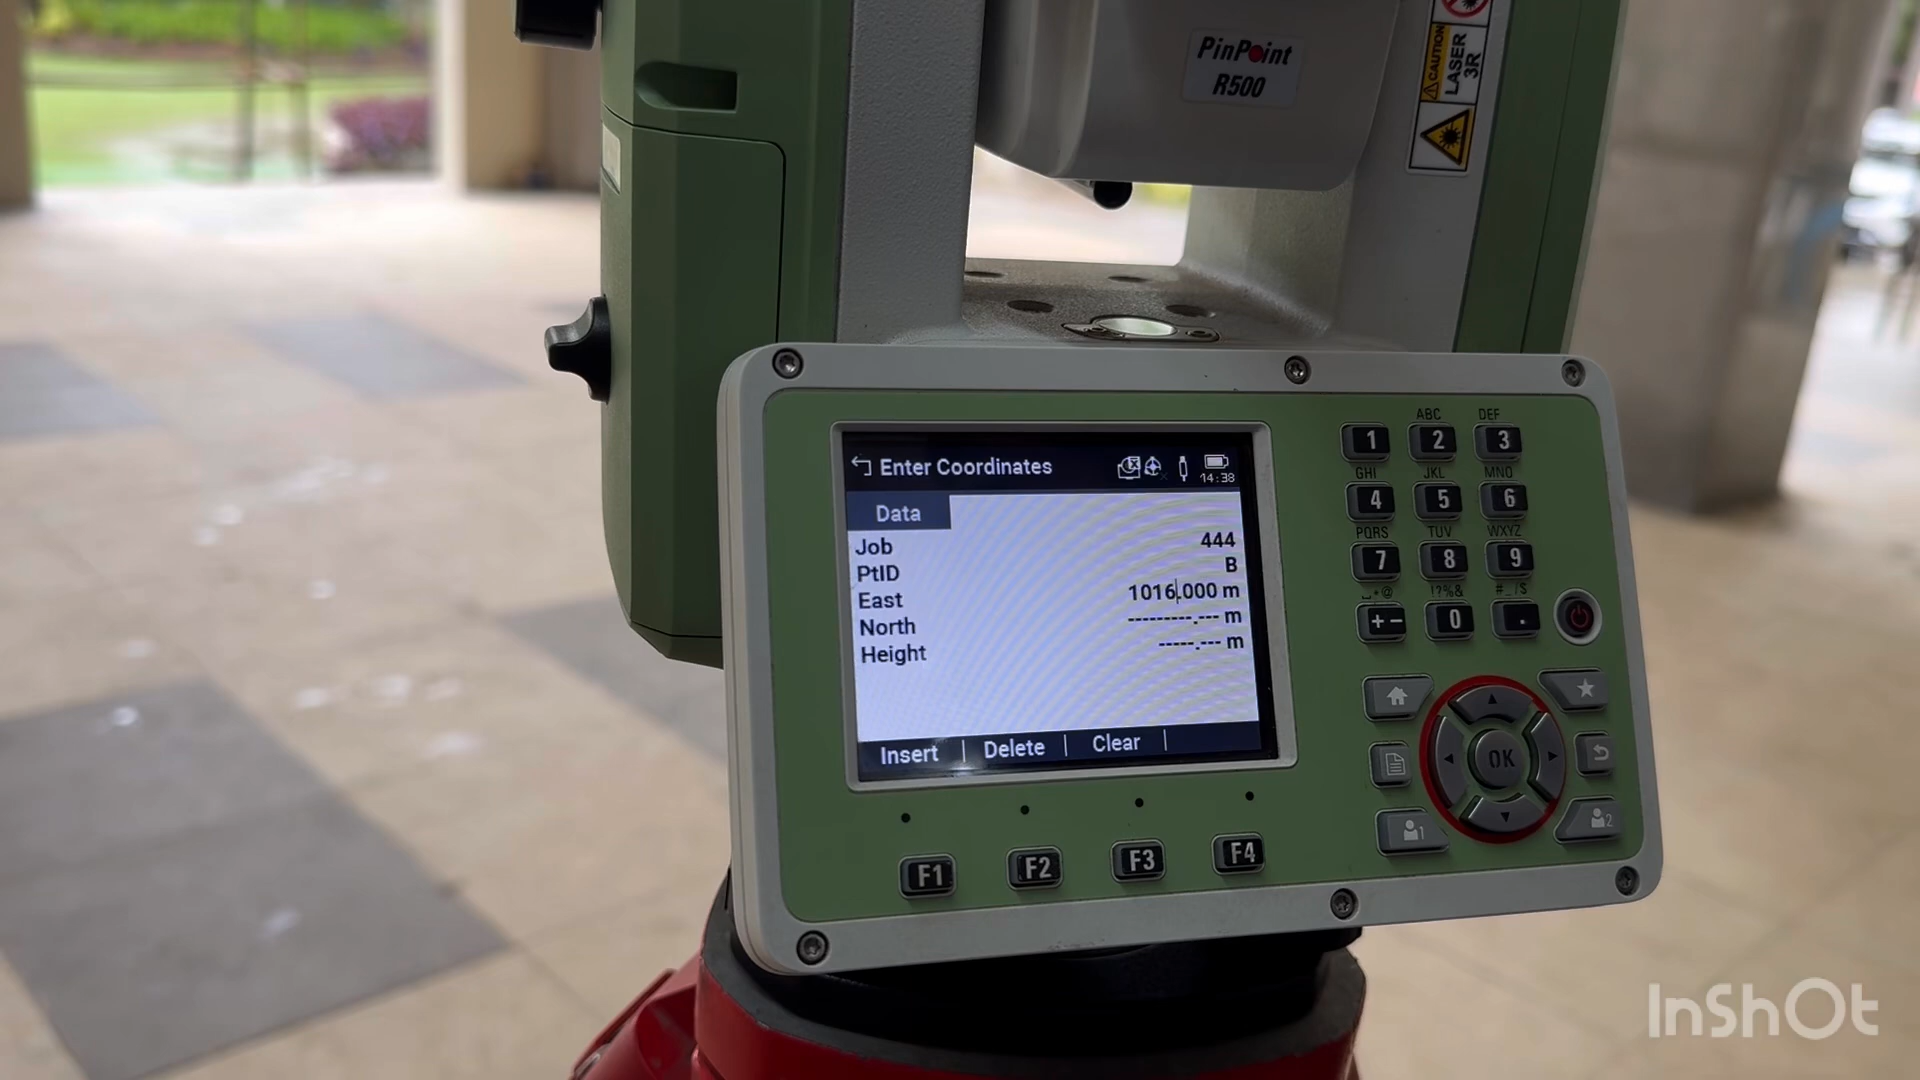 PinPoint
R500
CAUTION
LASER
3R
Enter Coordinates
14:38
Data
Job 444
PtID B
East 1016.000 m
North ---------.--- m
Height -----.--- m
Insert | Delete | Clear |
F1 F2 F3 F4
ABC DEF
1 2 3
GHI JKL MNO
4 5 6
PQRS TUV WXYZ
7 8 9
!?%& #_/$
+- 0 .
OK
1 2
InShOt